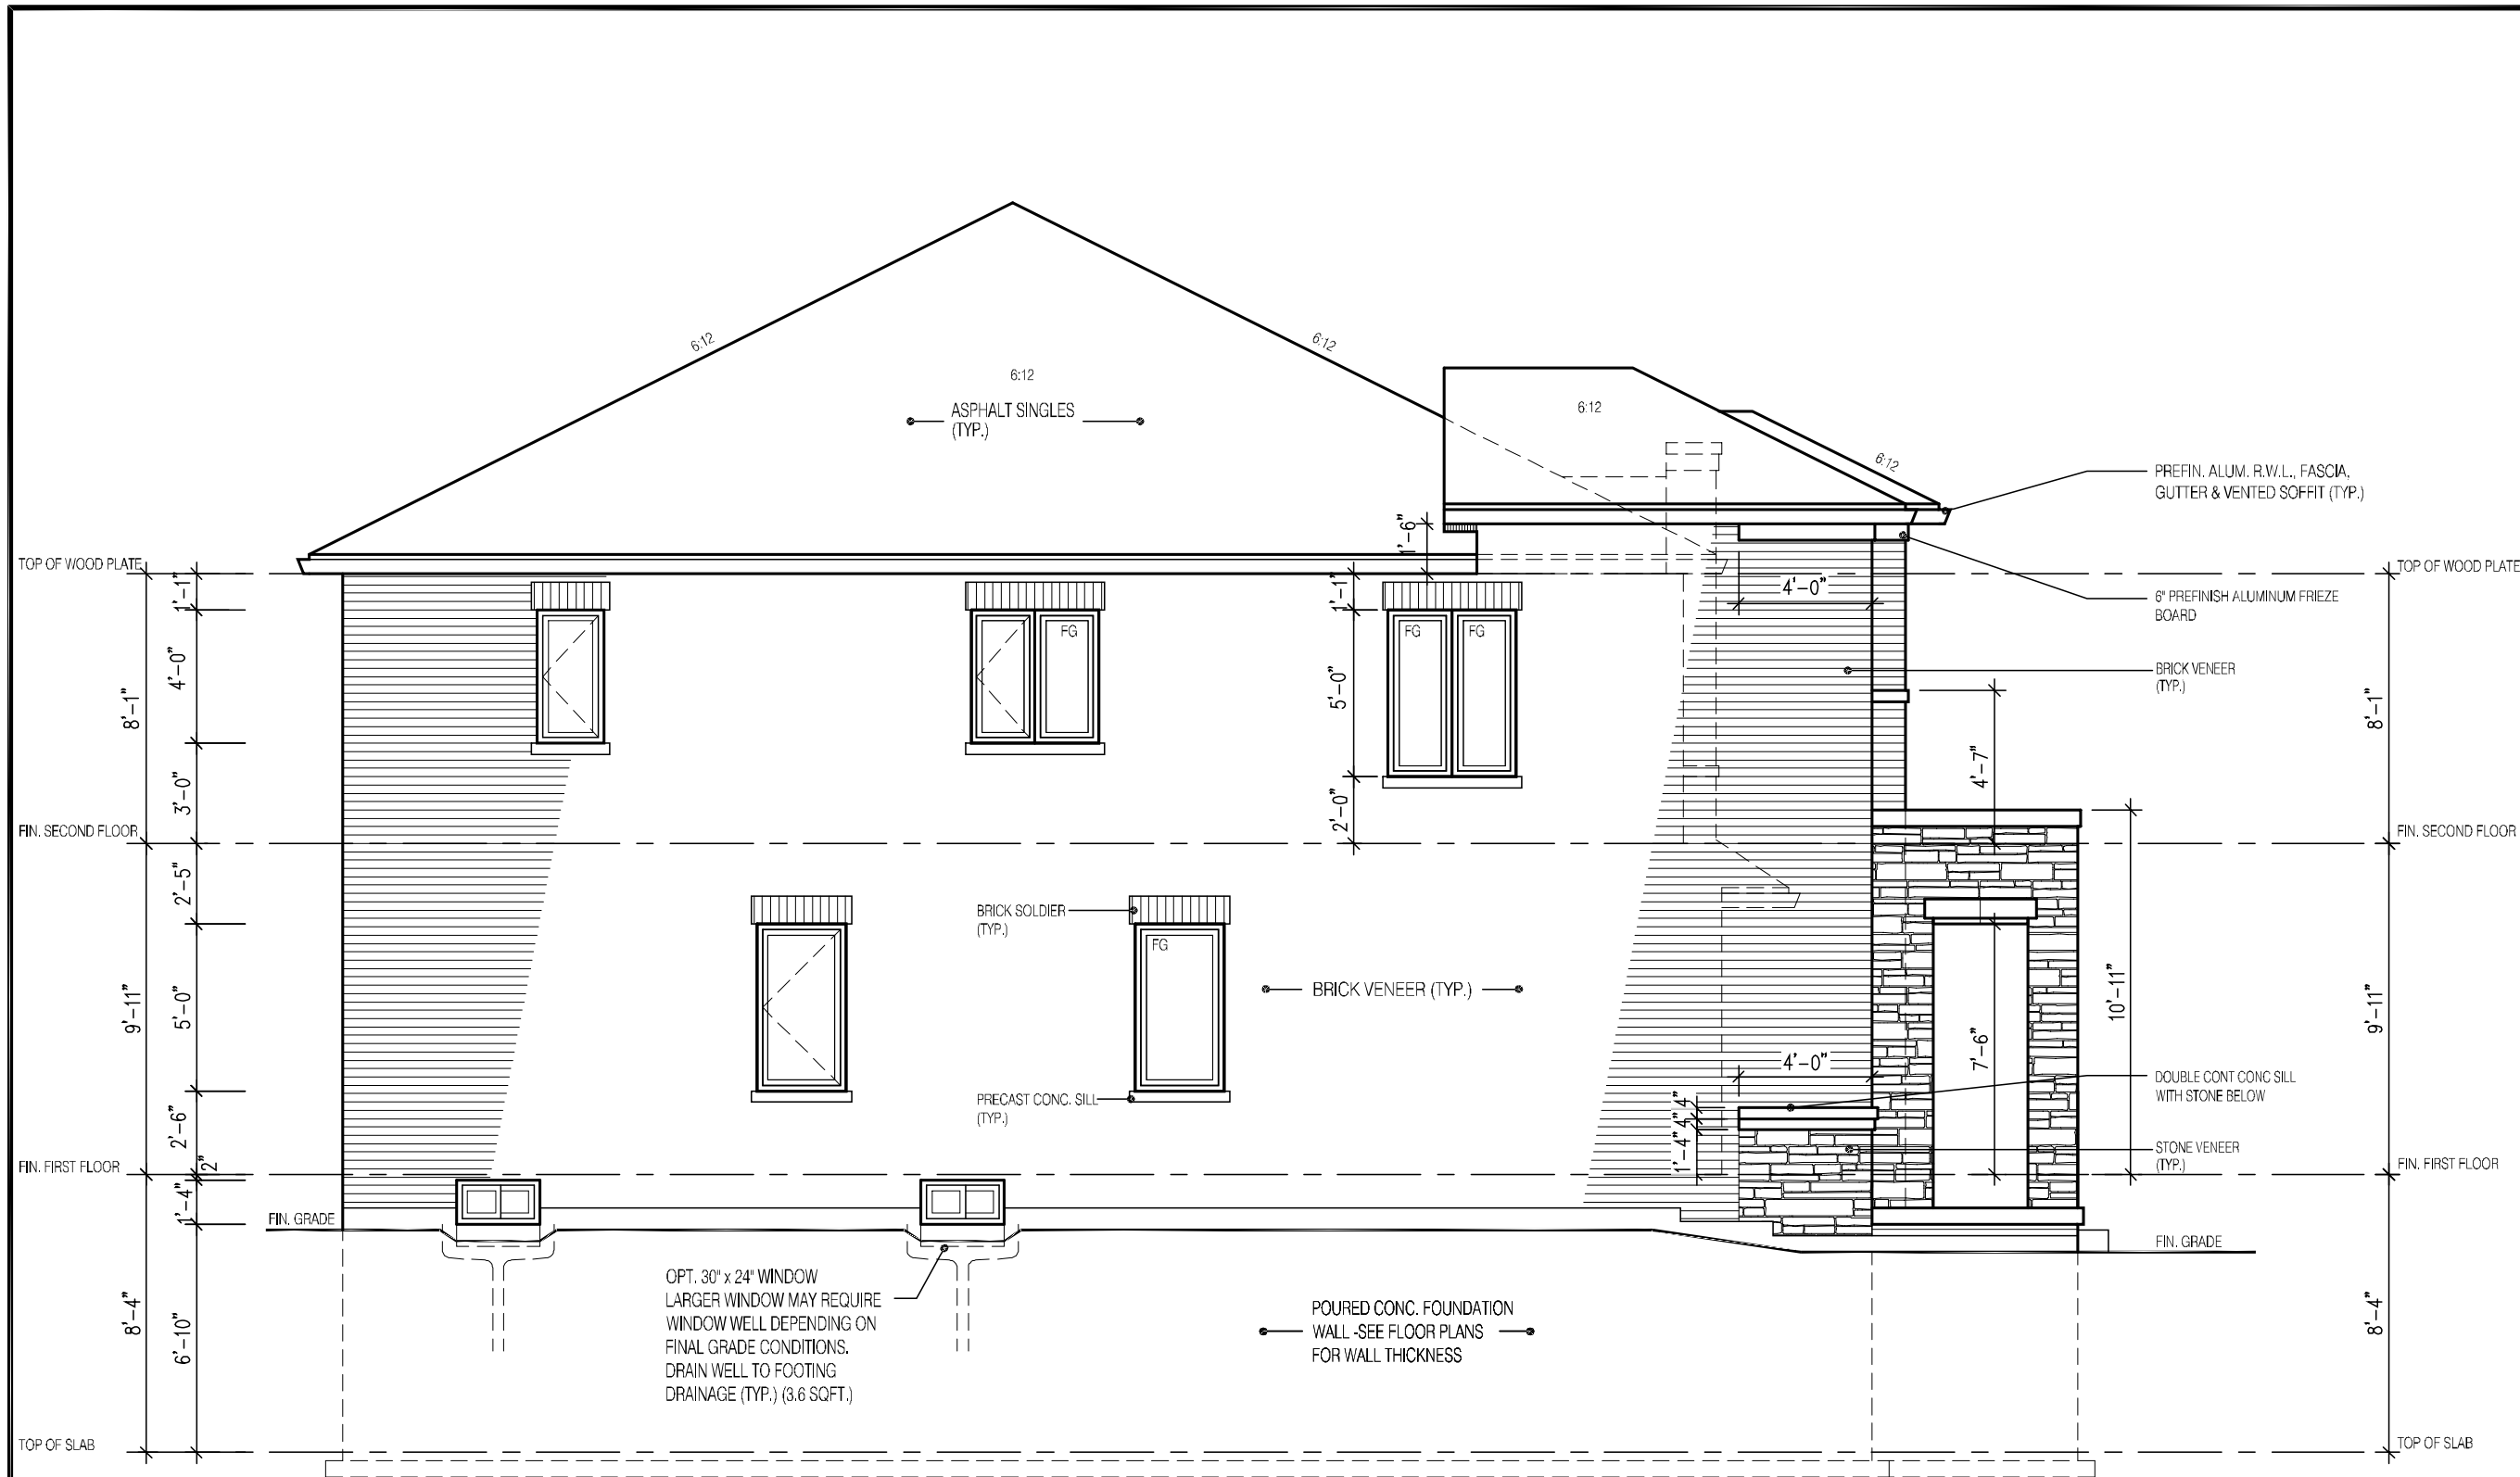 6:12
6:12
6:12
ASPHALT SINGLES
(TYP.)
6:12
6:12
PREFIN. ALUM. R.W.L., FASCIA,
GUTTER & VENTED SOFFIT (TYP.)
1'-6"
TOP OF WOOD PLATE
TOP OF WOOD PLATE
1'-1"
1'-1"
4'-0"
6" PREFINISH ALUMINUM FRIEZE
BOARD
FG
FG
FG
4'-0"
5'-0"
BRICK VENEER
(TYP.)
8'-1"
8'-1"
4'-7"
3'-0"
2'-0"
FIN. SECOND FLOOR
FIN. SECOND FLOOR
2'-5"
BRICK SOLDIER
(TYP.)
FG
BRICK VENEER (TYP.)
9'-11"
5'-0"
10'-11"
9'-11"
7'-6"
4'-0"
DOUBLE CONT CONC SILL
WITH STONE BELOW
PRECAST CONC. SILL
(TYP.)
4"
4"
1'-4"
2'-6"
STONE VENEER
(TYP.)
FIN. FIRST FLOOR
2"
FIN. FIRST FLOOR
1'-4"
FIN. GRADE
FIN. GRADE
OPT. 30" x 24" WINDOW
LARGER WINDOW MAY REQUIRE
WINDOW WELL DEPENDING ON
FINAL GRADE CONDITIONS.
DRAIN WELL TO FOOTING
DRAINAGE (TYP.) (3.6 SQFT.)
POURED CONC. FOUNDATION
WALL -SEE FLOOR PLANS
FOR WALL THICKNESS
8'-4"
6'-10"
8'-4"
TOP OF SLAB
TOP OF SLAB